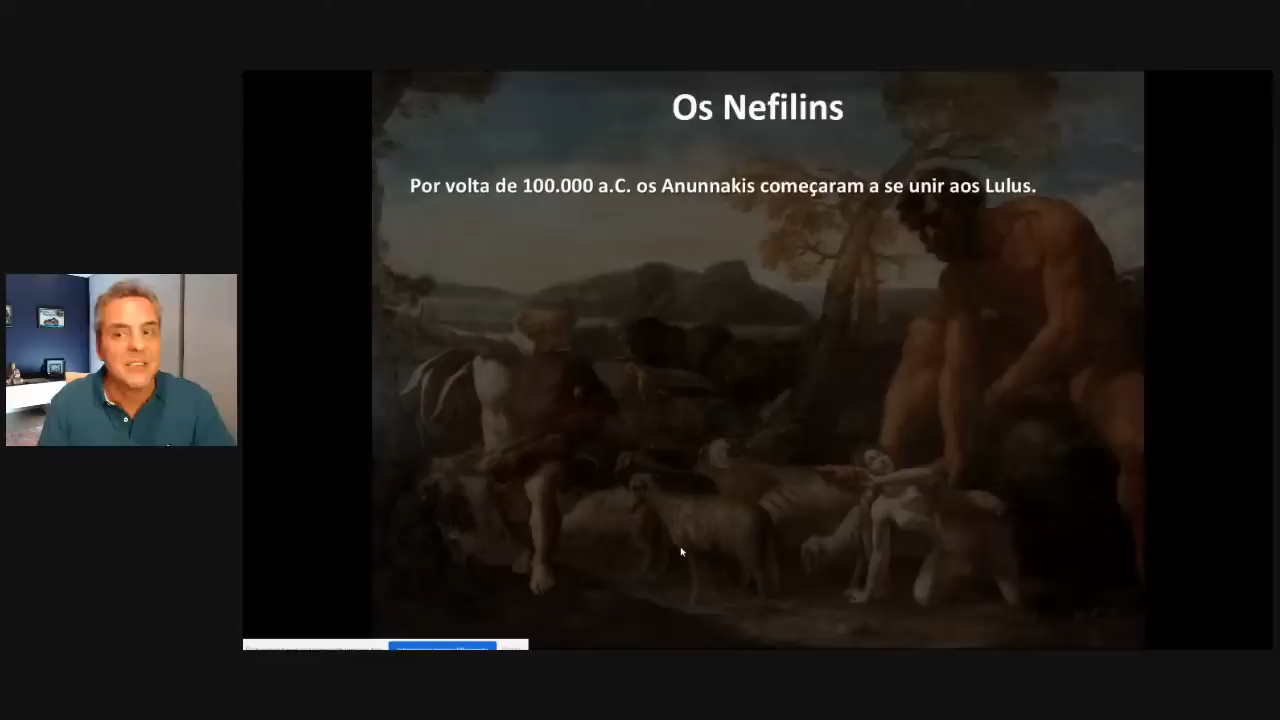 Os Nefilins
Por volta de 100.000 a.C. os Anunnakis começaram a se unir aos Lulus.